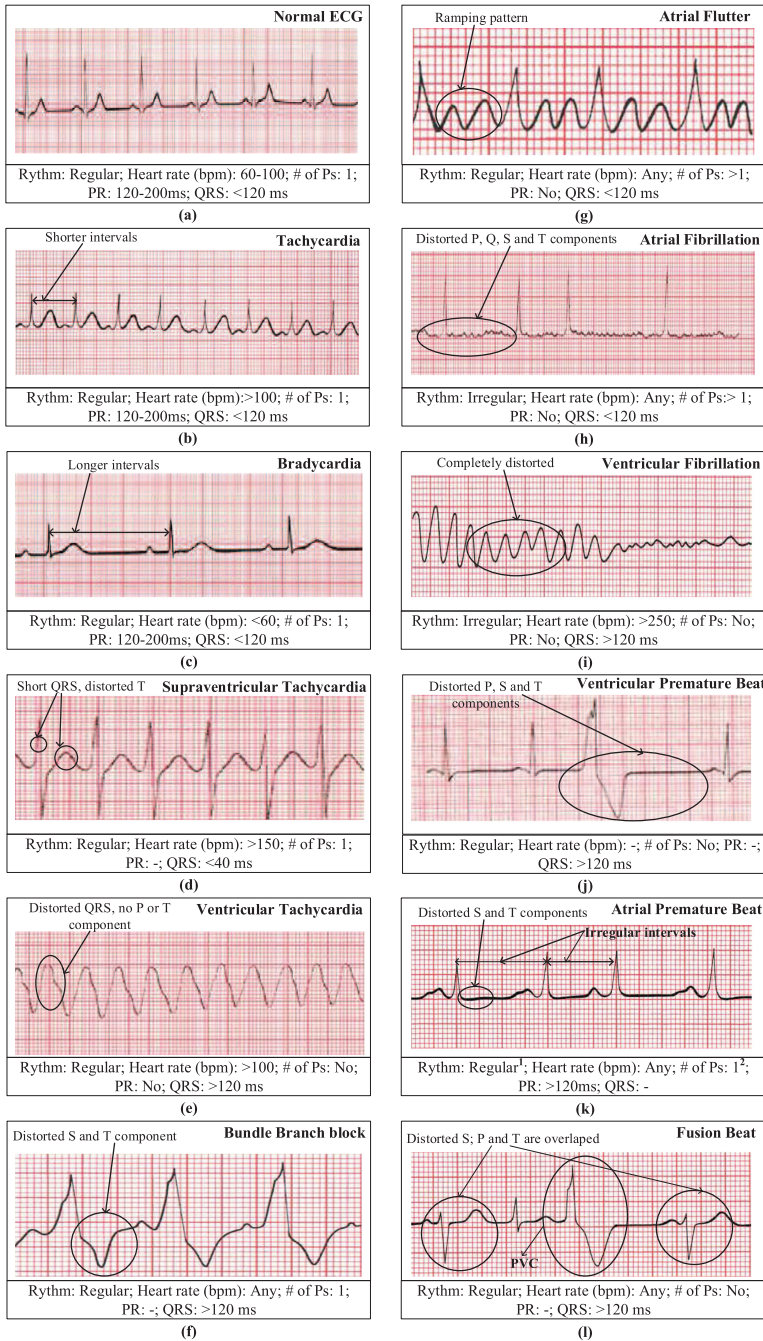 Normal ECG
Rythm: Regular; Heart rate (bpm): 60-100; # of Ps: 1;
PR: 120-200ms; QRS: <120 ms
(a)
Shorter intervals
Tachycardia
Rythm: Regular; Heart rate (bpm):>100; # of Ps: 1;
PR: 120-200ms; QRS: <120 ms
(b)
Longer intervals
Bradycardia
Rythm: Regular; Heart rate (bpm): <60; # of Ps: 1;
PR: 120-200ms; QRS: <120 ms
(c)
Short QRS, distorted T
Supraventricular Tachycardia
Rythm: Regular; Heart rate (bpm): >150; # of Ps: 1;
PR: -; QRS: <40 ms
(d)
Distorted QRS, no P or T
component
Ventricular Tachycardia
Rythm: Regular; Heart rate (bpm): >100; # of Ps: No;
PR: No; QRS: >120 ms
(e)
Distorted S and T component
Bundle Branch block
Rythm: Regular; Heart rate (bpm): Any; # of Ps: 1;
PR: -; QRS: >120 ms
(f)
Ramping pattern
Atrial Flutter
Rythm: Regular; Heart rate (bpm): Any; # of Ps: >1;
PR: No; QRS: <120 ms
(g)
Distorted P, Q, S and T components
Atrial Fibrillation
Rythm: Irregular; Heart rate (bpm): Any; # of Ps:> 1;
PR: No; QRS: <120 ms
(h)
Completely distorted
Ventricular Fibrillation
Rythm: Irregular; Heart rate (bpm): >250; # of Ps: No;
PR: No; QRS: >120 ms
(i)
Distorted P, S and T
components
Ventricular Premature Beat
Rythm: Regular; Heart rate (bpm): -; # of Ps: No; PR: -;
QRS: >120 ms
(j)
Distorted S and T components
Atrial Premature Beat
Irregular intervals
Rythm: Regular¹; Heart rate (bpm): Any; # of Ps: 1²;
PR: >120ms; QRS: -
(k)
Distorted S; P and T are overlaped
Fusion Beat
PVC
Rythm: Regular; Heart rate (bpm): Any; # of Ps: No;
PR: -; QRS: >120 ms
(l)